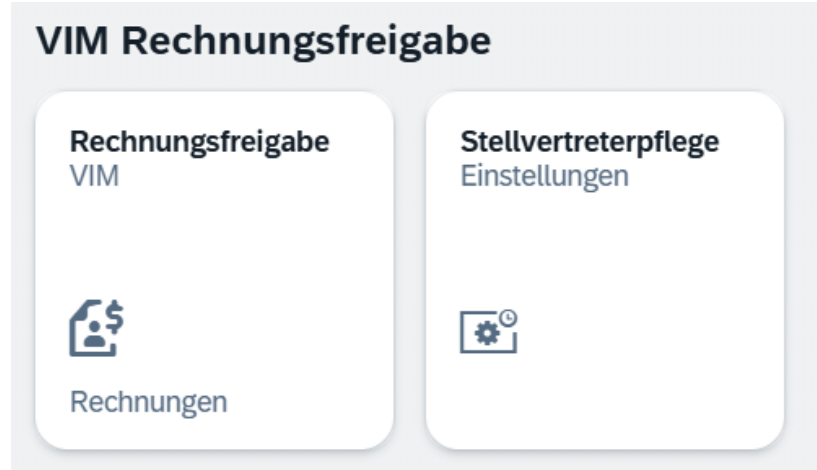 VIM Rechnungsfreigabe
Rechnungsfreigabe
VIM
Rechnungen
Stellvertreterpflege
Einstellungen